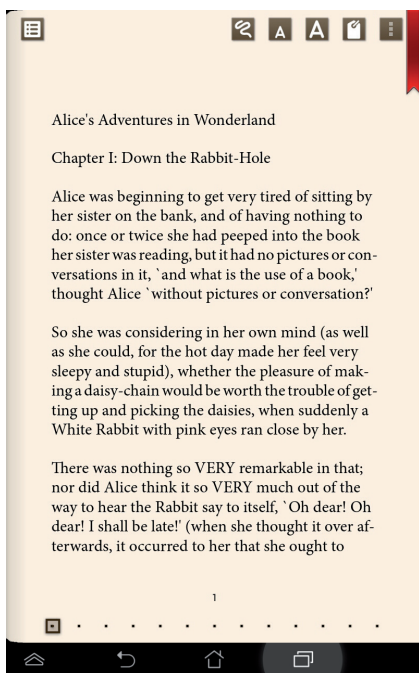 A
A
Alice's Adventures in Wonderland
Chapter I: Down the Rabbit-Hole
Alice was beginning to get very tired of sitting by
her sister on the bank, and of having nothing to
do: once or twice she had peeped into the book
her sister was reading, but it had no pictures or con-
versations in it, `and what is the use of a book,'
thought Alice `without pictures or conversation?'
So she was considering in her own mind (as well
as she could, for the hot day made her feel very
sleepy and stupid), whether the pleasure of mak-
ing a daisy-chain would be worth the trouble of get-
ting up and picking the daisies, when suddenly a
White Rabbit with pink eyes ran close by her.
There was nothing so VERY remarkable in that;
nor did Alice think it so VERY much out of the
way to hear the Rabbit say to itself, `Oh dear! Oh
dear! I shall be late!' (when she thought it over af-
terwards, it occurred to her that she ought to
1